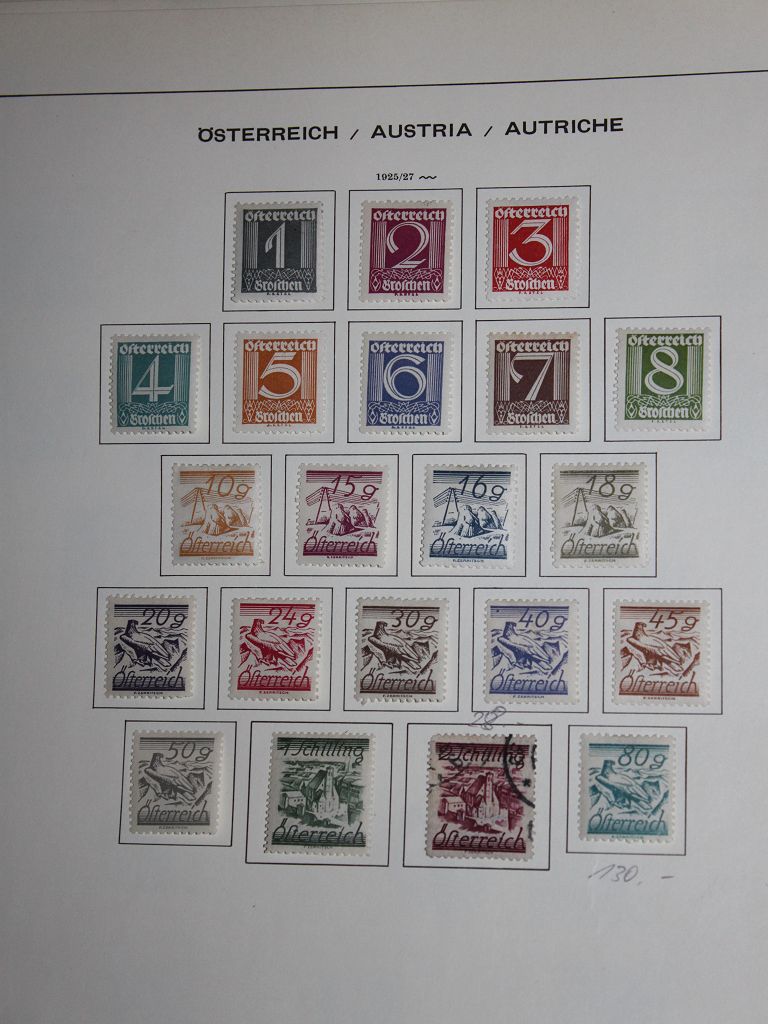 ÖSTERREICH / AUSTRIA / AUTRICHE
1925/27
Österreich
1
Groschen
Österreich
2
Groschen
Österreich
3
Groschen
Österreich
4
Groschen
Österreich
5
Groschen
Österreich
6
Groschen
Österreich
7
Groschen
Österreich
8
Groschen
10g
Österreich
15g
Österreich
16g
Österreich
18g
Österreich
20g
Österreich
24g
Österreich
30g
Österreich
40g
Österreich
45g
Österreich
50g
Österreich
1 Schilling
Österreich
2 Schilling
Österreich
80g
Österreich
130.-